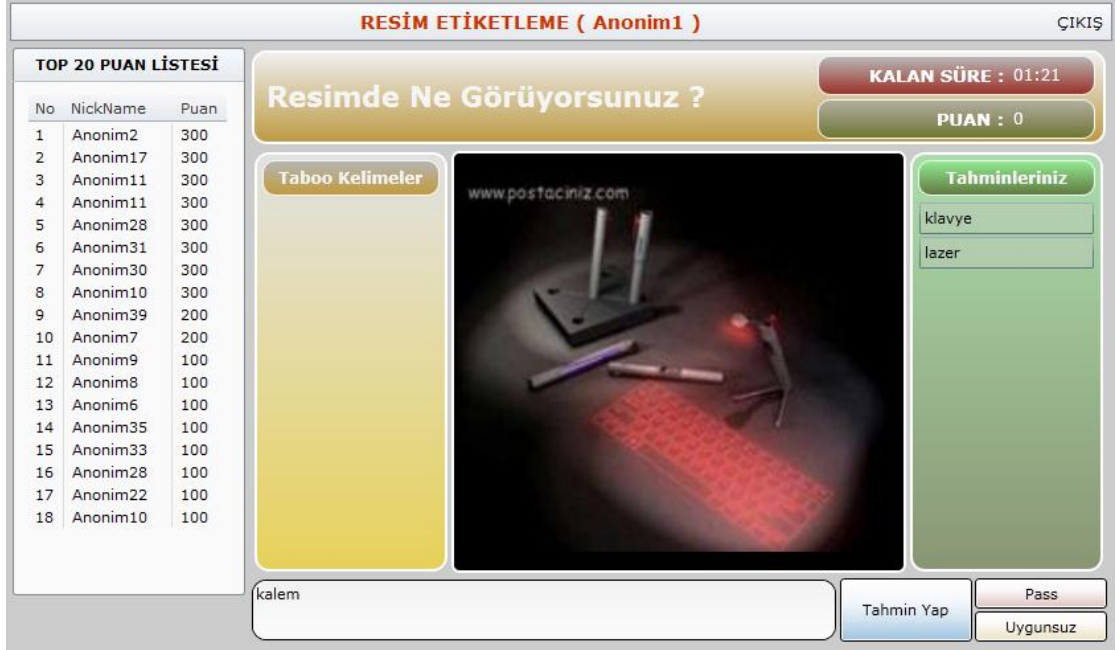 RESİM ETİKETLEME ( Anonim1 )
ÇIKIŞ
TOP 20 PUAN LİSTESİ
No NickName Puan
1 Anonim2 300
2 Anonim17 300
3 Anonim11 300
4 Anonim11 300
5 Anonim28 300
6 Anonim31 300
7 Anonim30 300
8 Anonim10 300
9 Anonim39 200
10 Anonim7 200
11 Anonim9 100
12 Anonim8 100
13 Anonim6 100
14 Anonim35 100
15 Anonim33 100
16 Anonim28 100
17 Anonim22 100
18 Anonim10 100
Resimde Ne Görüyorsunuz ?
KALAN SÜRE : 01:21
PUAN : 0
Taboo Kelimeler
www.postaciniz.com
Tahminleriniz
klavye
lazer
kalem
Tahmin Yap
Pass
Uygunsuz